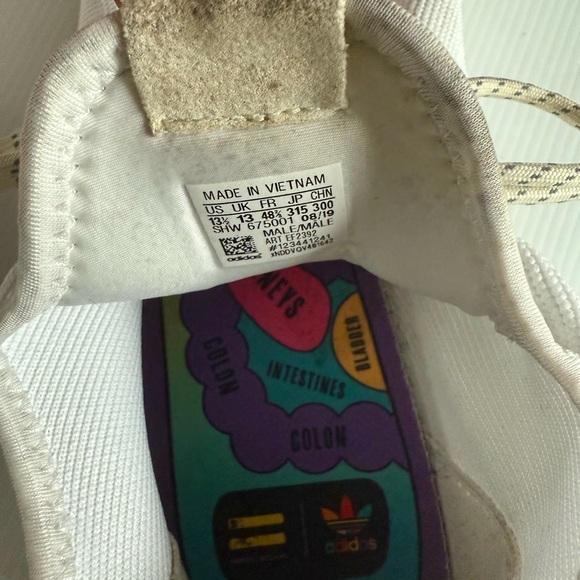 MADE IN VIETNAM
US UK FR JP CHN
13½ 13 48⅔ 315 300
SHW 675001 08/19
MALE/MALE
ART EF2392
#123441241
adidas
NEYS
COLON
INTESTINES
BLADDER
COLON
adidas